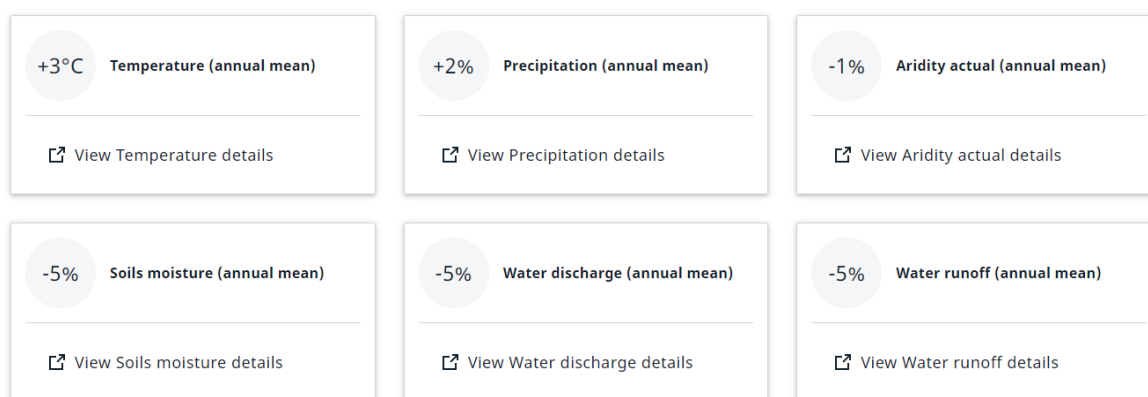 +3°C Temperature (annual mean)
View Temperature details
+2% Precipitation (annual mean)
View Precipitation details
-1% Aridity actual (annual mean)
View Aridity actual details
-5% Soils moisture (annual mean)
View Soils moisture details
-5% Water discharge (annual mean)
View Water discharge details
-5% Water runoff (annual mean)
View Water runoff details